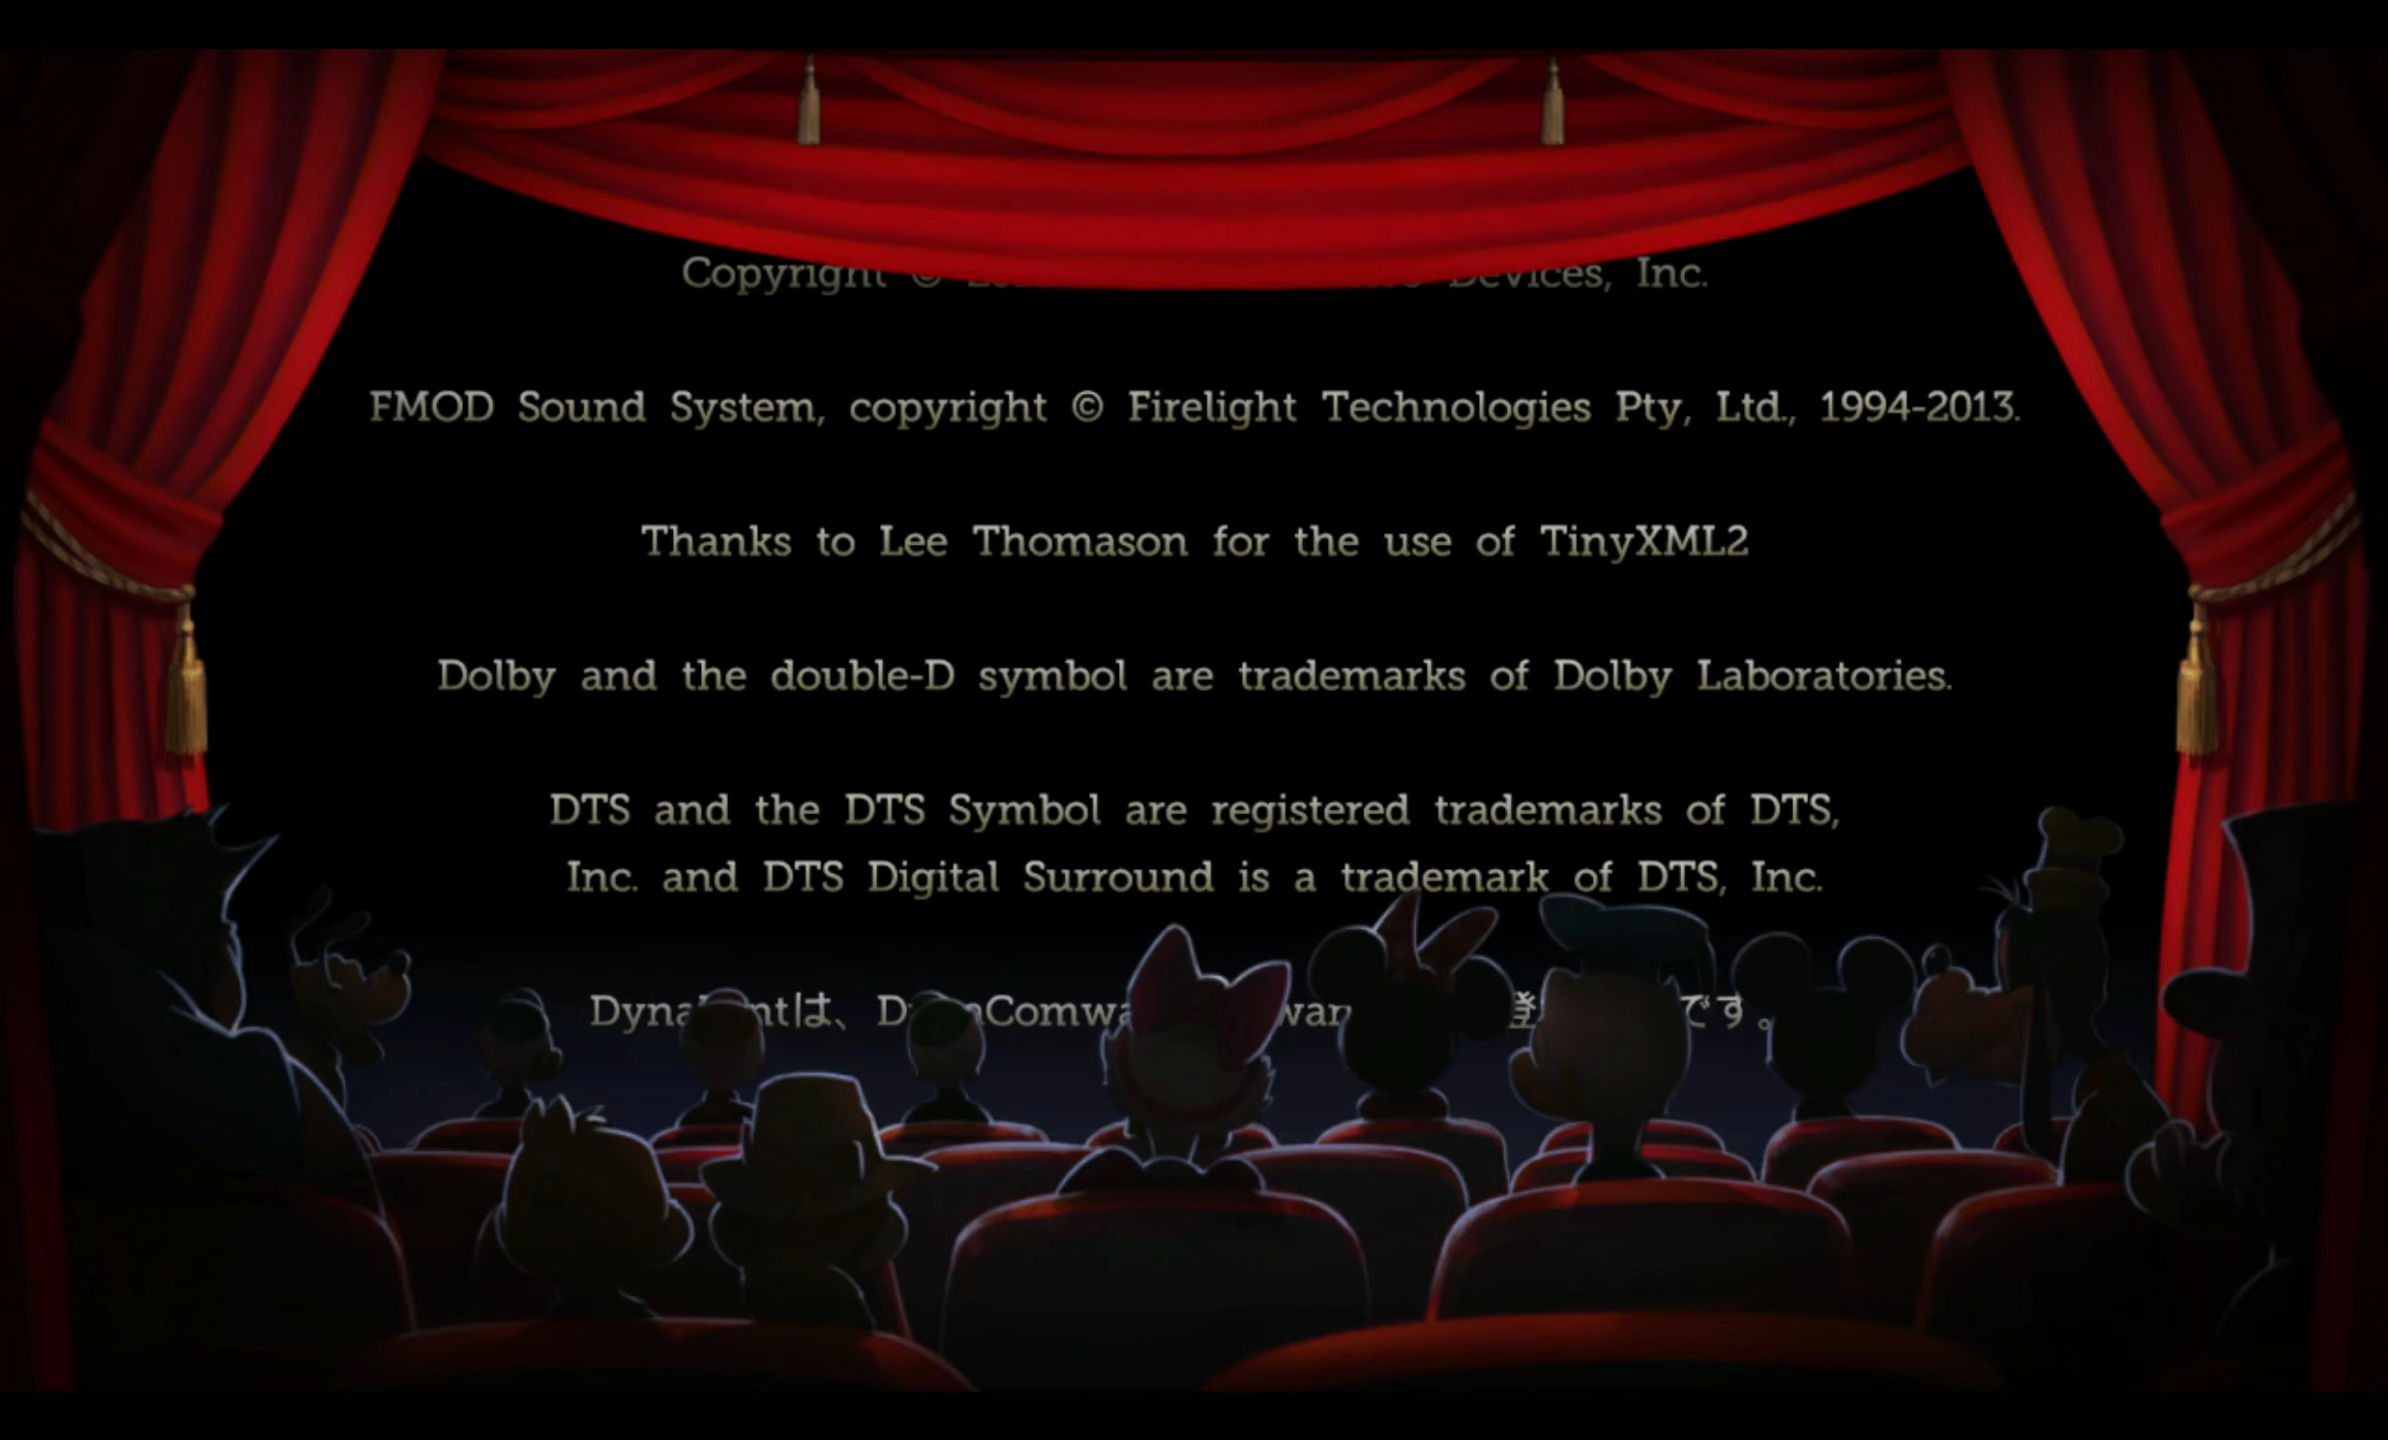 Copyright © Devices, Inc.
FMOD Sound System, copyright © Firelight Technologies Pty, Ltd., 1994-2013.
Thanks to Lee Thomason for the use of TinyXML2
Dolby and the double-D symbol are trademarks of Dolby Laboratories.
DTS and the DTS Symbol are registered trademarks of DTS,
Inc. and DTS Digital Surround is a trademark of DTS, Inc.
です。